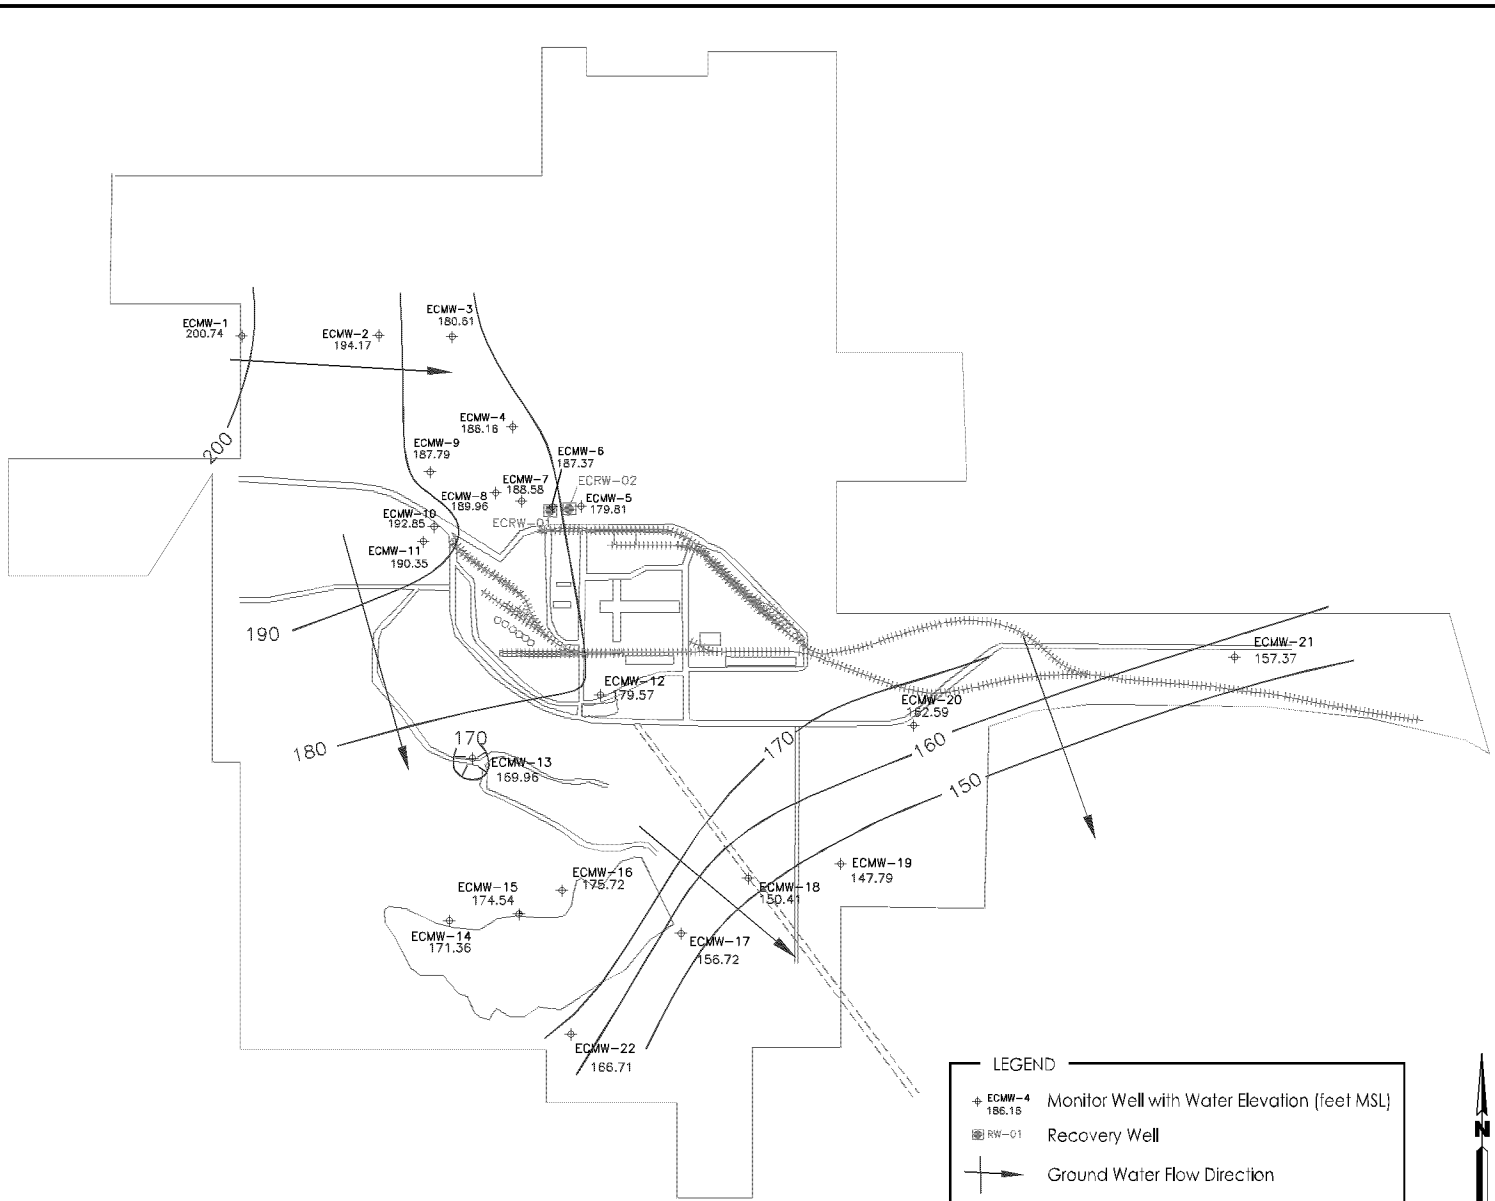 ECMW-1
200.74
ECMW-2
194.17
ECMW-3
180.61
ECMW-4
188.16
ECMW-9
187.79
ECMW-6
187.37
200
ECMW-7
188.58
ECRW-02
ECMW-8
189.96
ECMW-5
179.81
ECMW-10
192.85
ECRW-01
ECMW-11
190.35
190
ECMW-21
157.37
ECMW-12
179.57
ECMW-20
162.59
180
170
170
160
150
ECMW-13
169.96
ECMW-19
147.79
ECMW-16
175.72
ECMW-15
174.54
ECMW-18
150.41
ECMW-14
171.36
ECMW-17
156.72
ECMW-22
166.71
LEGEND
ECMW-4
186.16
Monitor Well with Water Elevation (feet MSL)
RW-01
Recovery Well
Ground Water Flow Direction
N